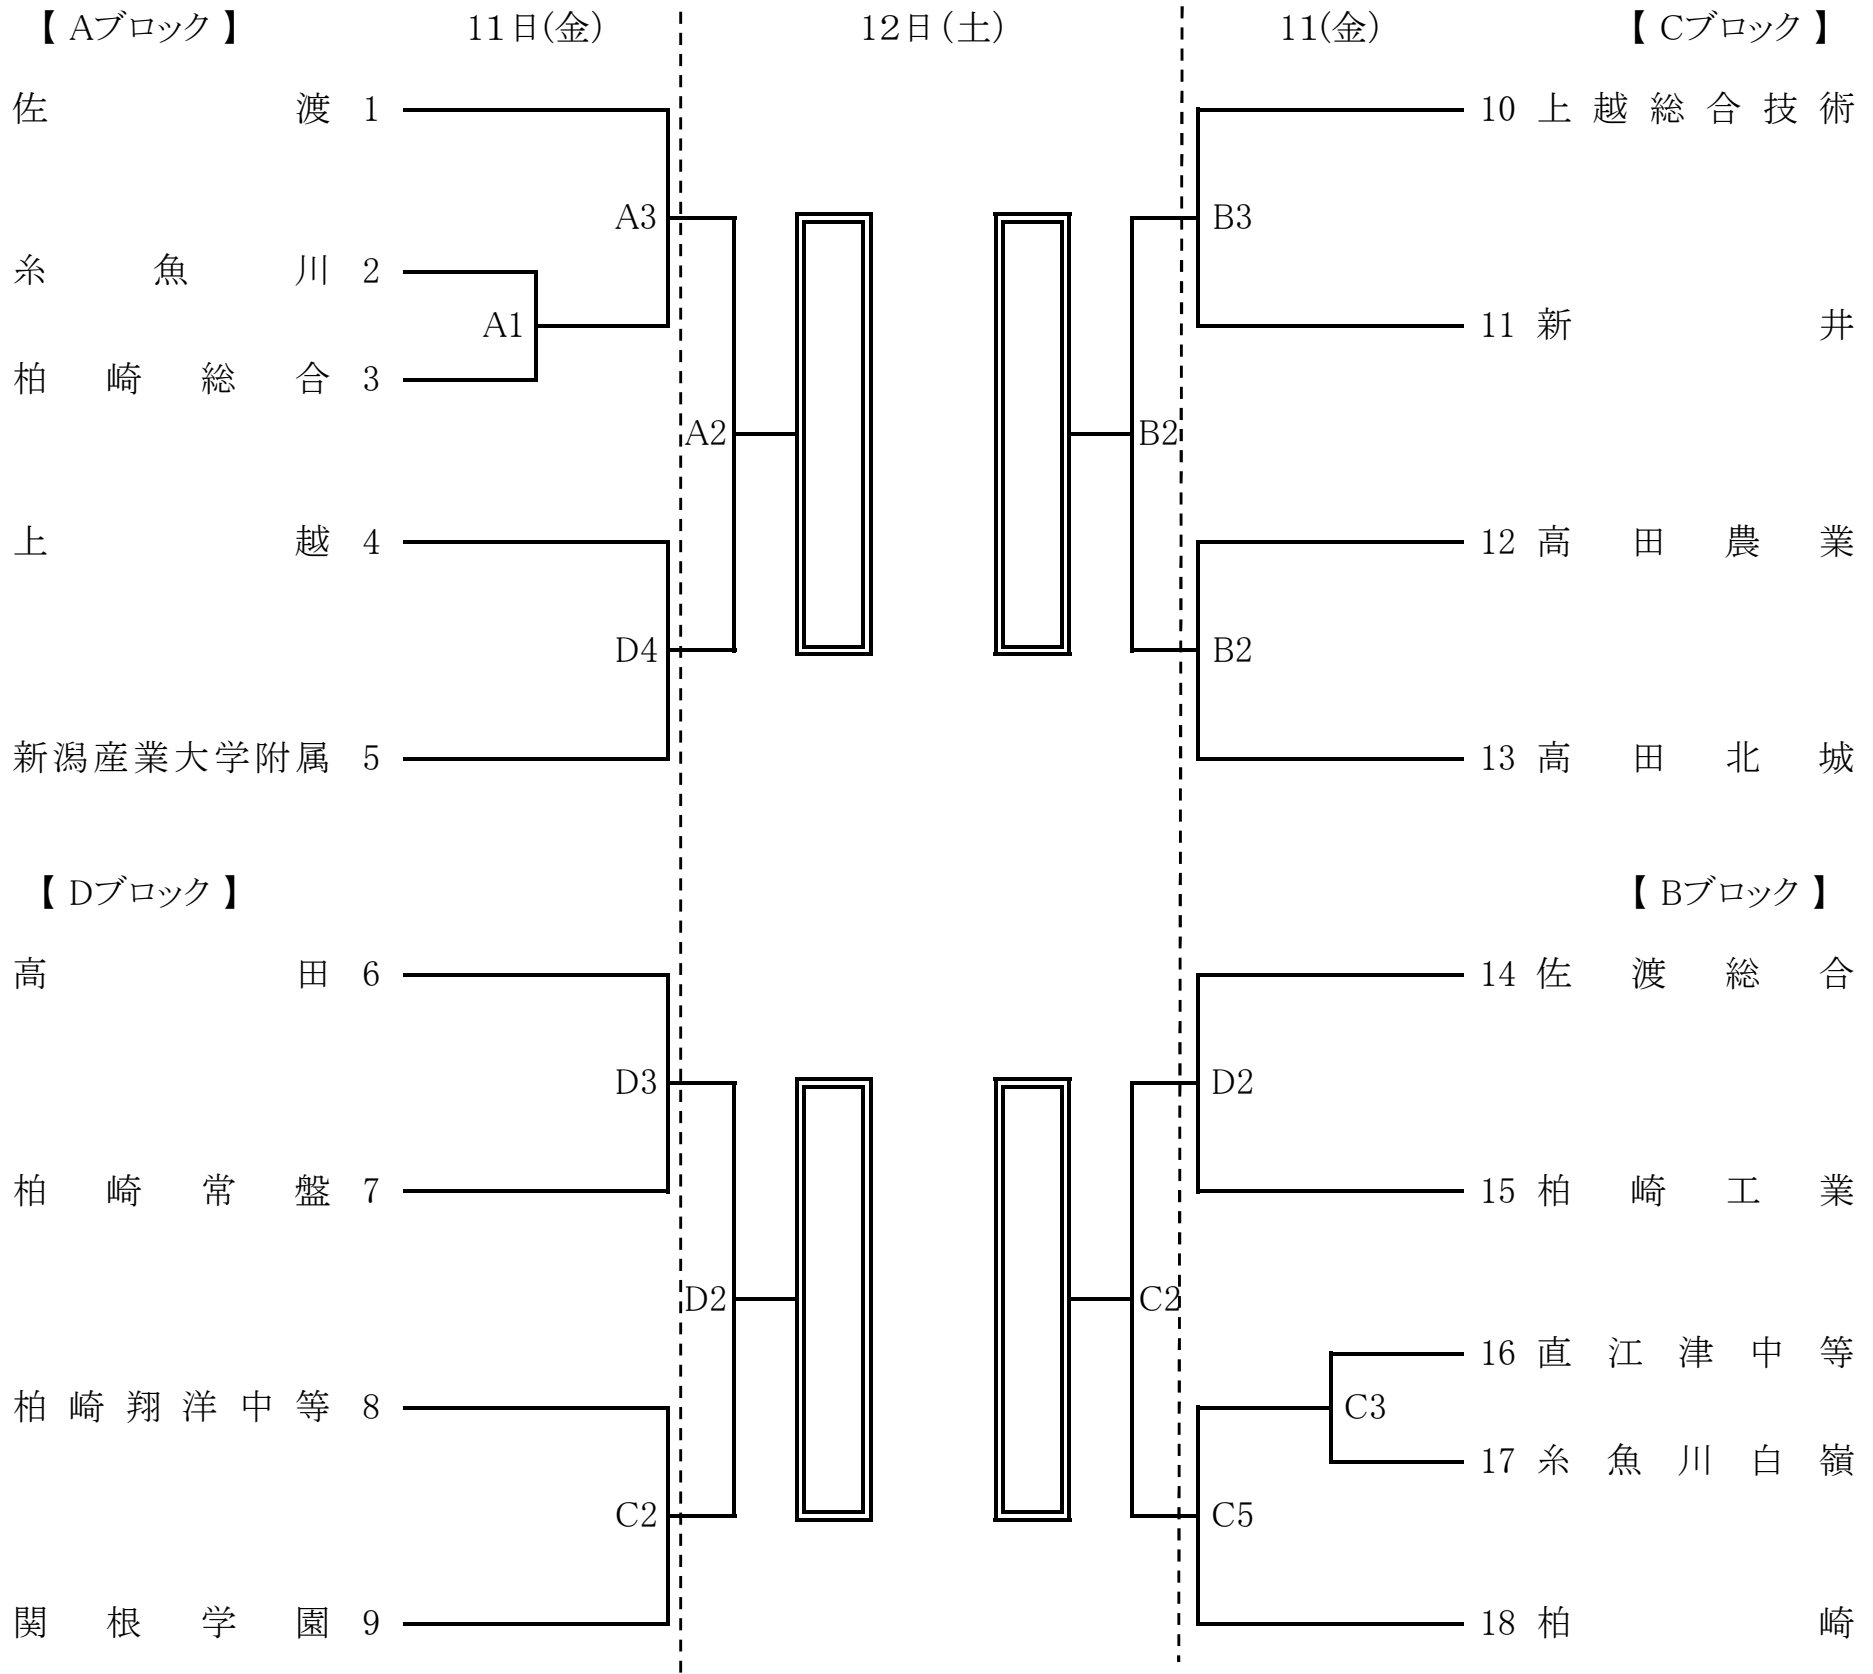 【 Aブロック 】 11日(金) 12日(土) 11(金) 【 Cブロック 】
佐渡 1 10 上越総合技術
A3 B3
糸魚川 2
A1 11 新井
柏崎総合 3
A2 B2
上越 4 12 高田農業
D4 B2
新潟産業大学附属 5 13 高田北城
【 Dブロック 】 【 Bブロック 】
高田 6 14 佐渡総合
D3 D2
柏崎常盤 7 15 柏崎工業
D2 C2
16 直江津中等
柏崎翔洋中等 8 C3
17 糸魚川白嶺
C2 C5
関根学園 9 18 柏崎